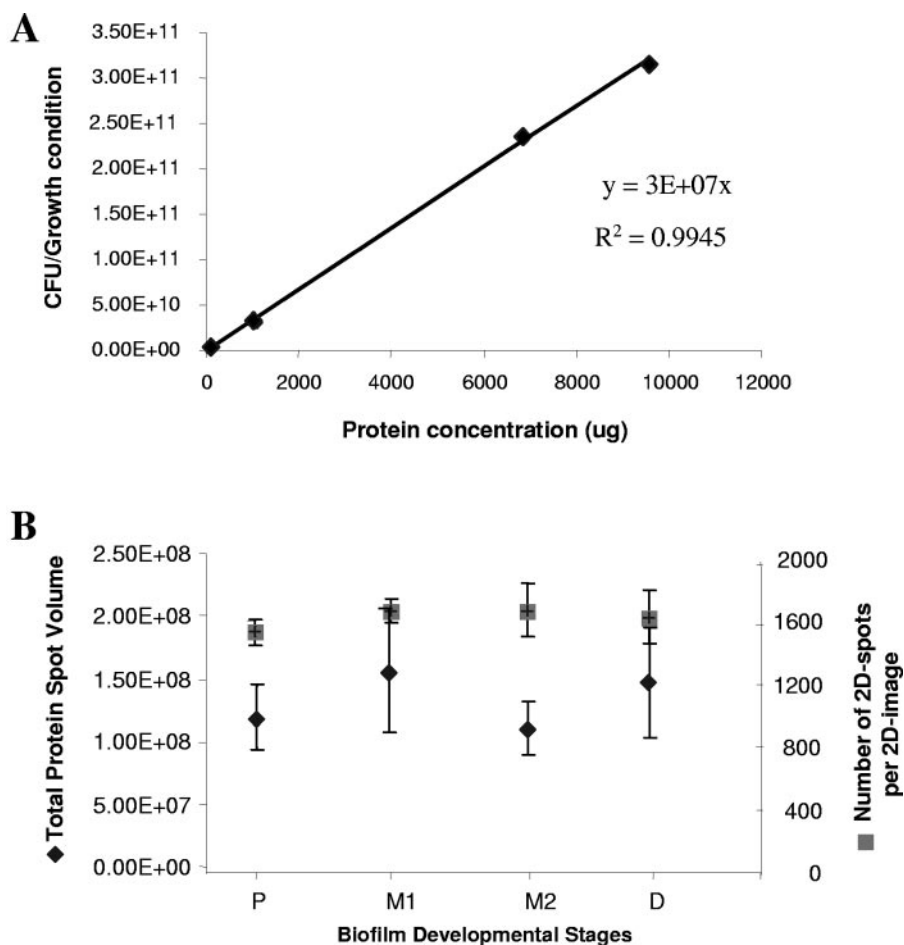 A
CFU/Growth condition
3.50E+11
3.00E+11
2.50E+11
2.00E+11
1.50E+11
1.00E+11
5.00E+10
0.00E+00
y = 3E+07x
R² = 0.9945
0 2000 4000 6000 8000 10000 12000
Protein concentration (ug)
B
Total Protein Spot Volume
2.50E+08
2.00E+08
1.50E+08
1.00E+08
5.00E+07
0.00E+00
2000
1600
1200
800
400
0
Number of 2D-spots
per 2D-image
P M1 M2 D
Biofilm Developmental Stages